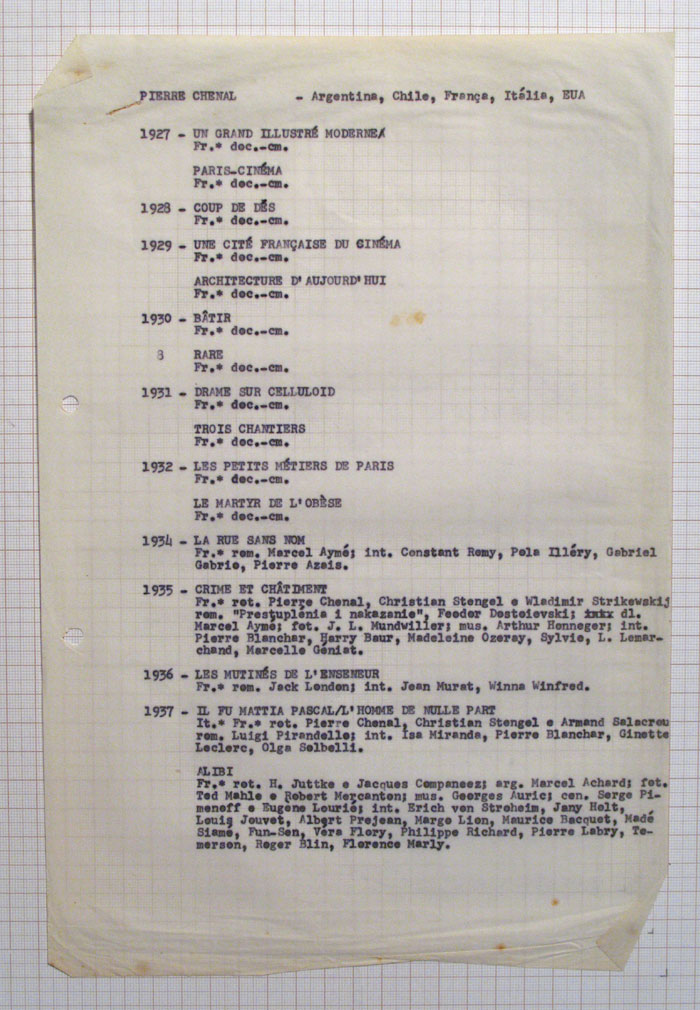 PIERRE CHENAL - Argentina, Chile, França, Itália, EUA
1927 - UN GRAND ILLUSTRÉ MODERNE/
Fr.* doc.-cm.
PARIS-CINÉMA
Fr.* doc.-cm.
1928 - COUP DE DÉS
Fr.* doc.-cm.
1929 - UNE CITÉ FRANÇAISE DU CINÉMA
Fr.* doc.-cm.
ARCHITECTURE D'AUJOURD'HUI
Fr.* doc.-cm.
1930 - BÂTIR
Fr.* doc.-cm.
8 RARE
Fr.* doc.-cm.
1931 - DRAME SUR CELLULOID
Fr.* doc.-cm.
TROIS CHANTIERS
Fr.* doc.-cm.
1932 - LES PETITS MÉTIERS DE PARIS
Fr.* doc.-cm.
LE MARTYR DE L'OBÈSE
Fr.* doc.-cm.
1934 - LA RUE SANS NOM
Fr.* rom. Marcel Aymé; int. Constant Remy, Pola Illéry, Gabriel
Gabrio, Pierre Azais.
1935 - CRIME ET CHÂTIMENT
Fr.* rot. Pierre Chenal, Christian Stengel e Wladimir Strikewskij
rom. "Prestuplénia i nakazanie", Feodor Dostoievski; ixxx dl.
Marcel Aymé; fot. J. L. Mundwiller; mus. Arthur Honneger; int.
Pierre Blanchar, Harry Baur, Madeleine Ozeray, Sylvie, L. Lemar-
chand, Marcelle Géniat.
1936 - LES MUTINÉS DE L'ENSENEUR
Fr.* rom. Jack London; int. Jean Murat, Winna Winfred.
1937 - IL FU MATTIA PASCAL/L'HOMME DE NULLE PART
It.* Fr.* rot. Pierre Chenal, Christian Stengel e Armand Salacrou
rom. Luigi Pirandello; int. Isa Miranda, Pierre Blanchar, Ginette
Leclerc, Olga Solbelli.
ALIBI
Fr.* rot. H. Juttke e Jacques Companeez; arg. Marcel Achard; fot.
Ted Mahle e Robert Mercanton; mus. Georges Auric; cen. Serge Pi-
menoff e Eugène Lourié; int. Erich von Stroheim, Jany Holt,
Louis Jouvet, Albert Prejean, Margo Lion, Maurice Bacquet, Madé
Siamé, Fun-Sen, Vera Flory, Philippe Richard, Pierre Labry, Te-
merson, Roger Blin, Florence Marly.